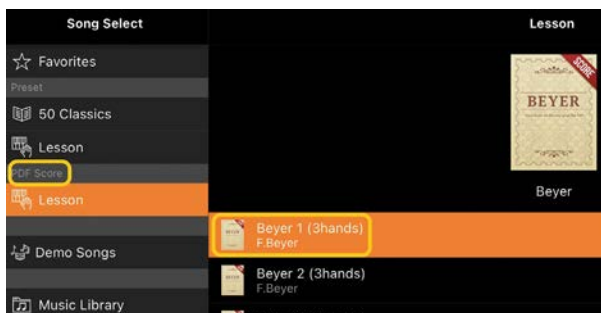 Song Select
Lesson
Favorites
Preset
50 Classics
Lesson
PDF Score
Lesson
Demo Songs
Music Library
SCORE
BEYER
Beyer
Beyer 1 (3hands)
F.Beyer
Beyer 2 (3hands)
F.Beyer